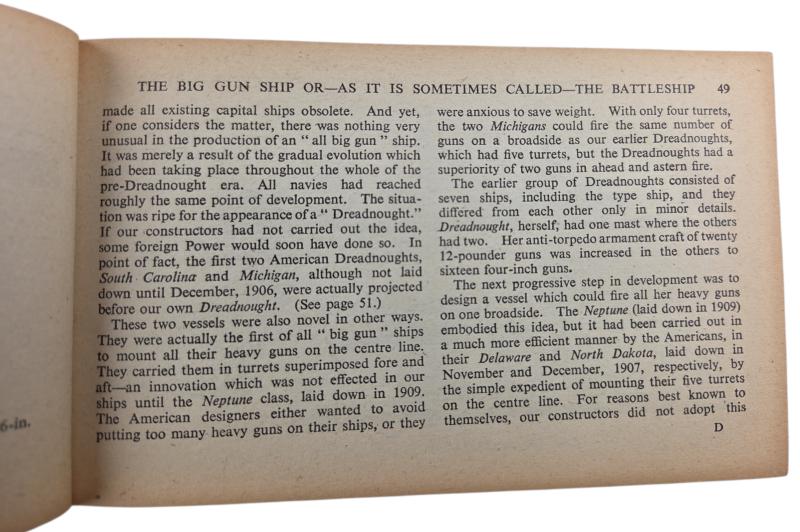 THE BIG GUN SHIP OR—AS IT IS SOMETIMES CALLED—THE BATTLESHIP 49
made all existing capital ships obsolete. And yet,
if one considers the matter, there was nothing very
unusual in the production of an “ all big gun ” ship.
It was merely a result of the gradual evolution which
had been taking place throughout the whole of the
pre-Dreadnought era. All navies had reached
roughly the same point of development. The situa-
tion was ripe for the appearance of a “ Dreadnought.”
If our constructors had not carried out the idea,
some foreign Power would soon have done so. In
point of fact, the first two American Dreadnoughts,
South Carolina and Michigan, although not laid
down until December, 1906, were actually projected
before our own Dreadnought. (See page 51.)
These two vessels were also novel in other ways.
They were actually the first of all “ big gun ” ships
to mount all their heavy guns on the centre line.
They carried them in turrets superimposed fore and
aft—an innovation which was not effected in our
ships until the Neptune class, laid down in 1909.
The American designers either wanted to avoid
putting too many heavy guns on their ships, or they
were anxious to save weight. With only four turrets,
the two Michigans could fire the same number of
guns on a broadside as our earlier Dreadnoughts,
which had five turrets, but the Dreadnoughts had a
superiority of two guns in ahead and astern fire.
The earlier group of Dreadnoughts consisted of
seven ships, including the type ship, and they
differed from each other only in minor details.
Dreadnought, herself, had one mast where the others
had two. Her anti-torpedo armament craft of twenty
12-pounder guns was increased in the others to
sixteen four-inch guns.
The next progressive step in development was to
design a vessel which could fire all her heavy guns
on one broadside. The Neptune (laid down in 1909)
embodied this idea, but it had been carried out in
a much more efficient manner by the Americans, in
their Delaware and North Dakota, laid down in
November and December, 1907, respectively, by
the simple expedient of mounting their five turrets
on the centre line. For reasons best known to
themselves, our constructors did not adopt this
D
6-in.